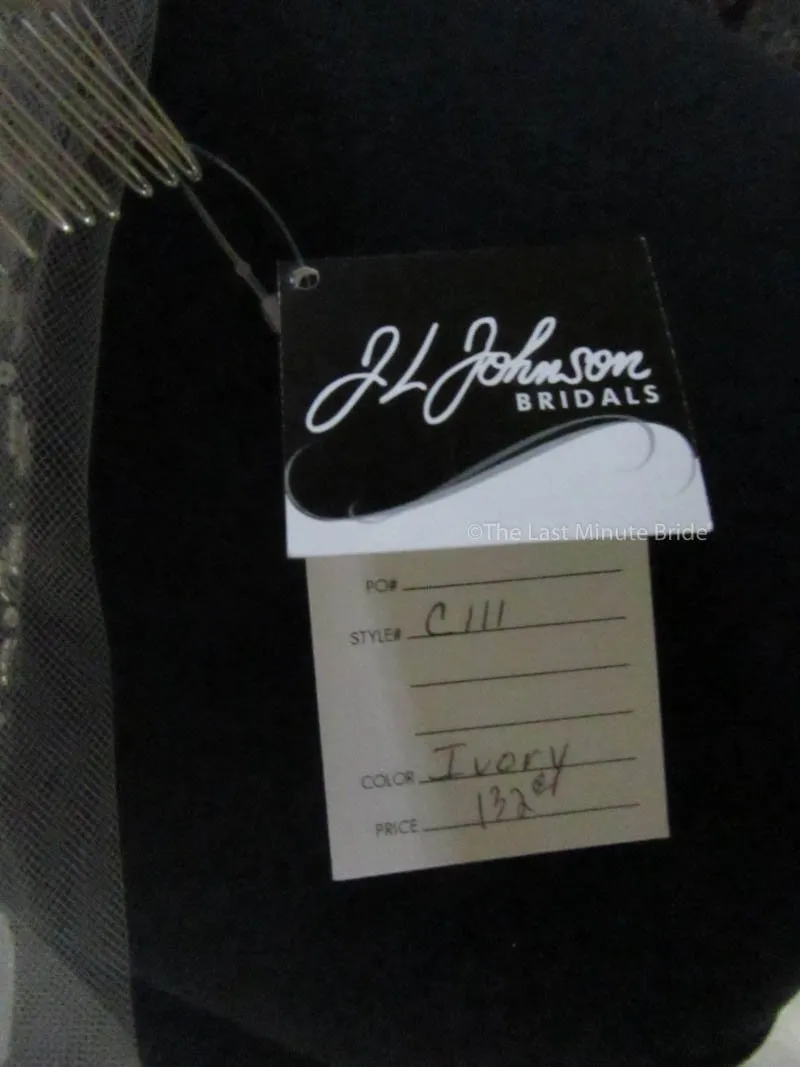 JL Johnson
BRIDALS
©The Last Minute Bride
PO#
STYLE# C111
COLOR Ivory
PRICE 132